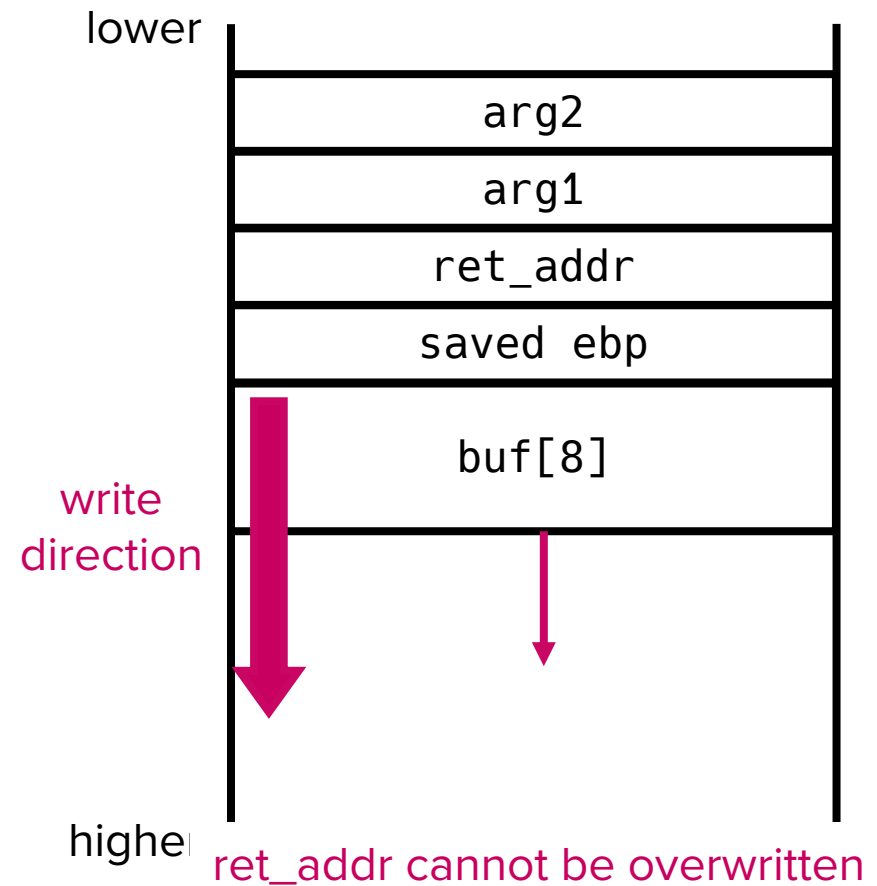 lower
arg2
arg1
ret_addr
saved ebp
buf[8]
write
direction
highe
ret_addr cannot be overwritten